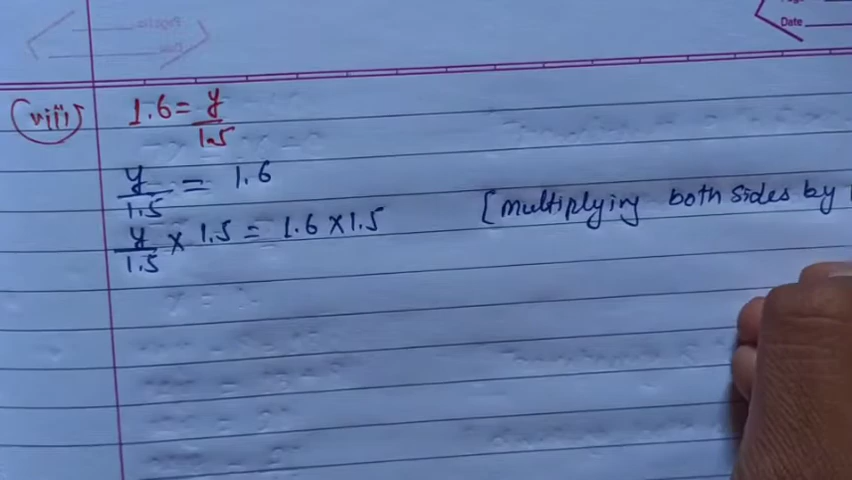 Date
(viii) 1.6 = y/1.5
y/1.5 = 1.6
y/1.5 × 1.5 = 1.6 × 1.5 [multiplying both sides by